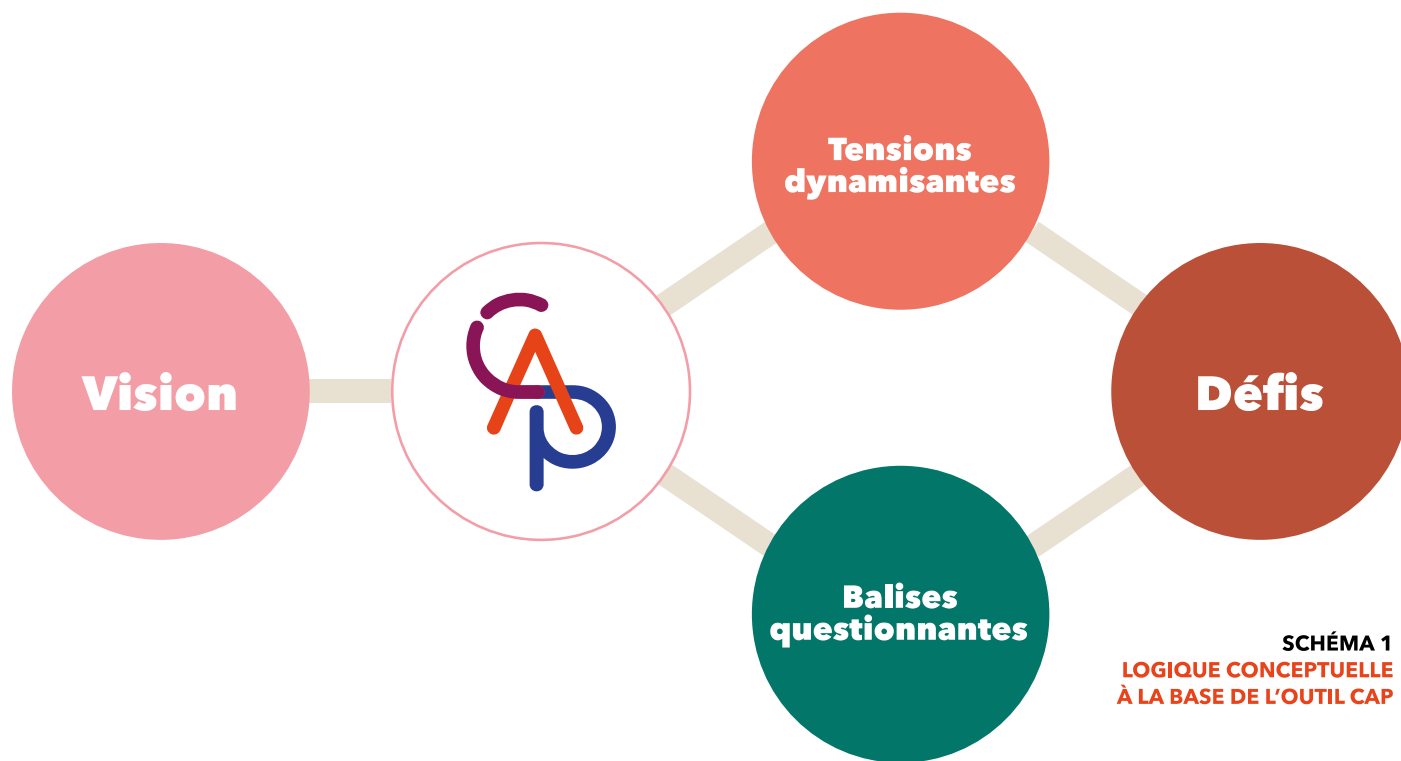 Tensions
dynamisantes
Vision
CAP
Défis
Balises
questionnantes
SCHÉMA 1
LOGIQUE CONCEPTUELLE
À LA BASE DE L’OUTIL CAP